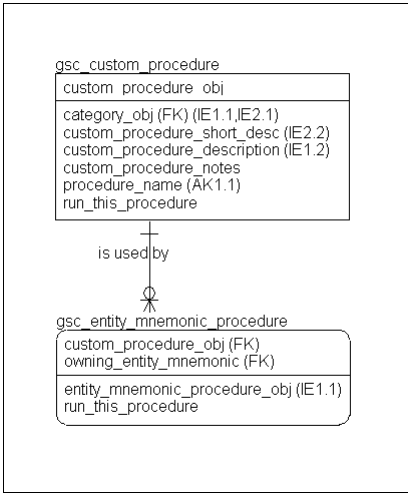 gsc_custom_procedure
custom_procedure_obj
category_obj (FK) (IE1.1,IE2.1)
custom_procedure_short_desc (IE2.2)
custom_procedure_description (IE1.2)
custom_procedure_notes
procedure_name (AK1.1)
run_this_procedure
is used by
gsc_entity_mnemonic_procedure
custom_procedure_obj (FK)
owning_entity_mnemonic (FK)
entity_mnemonic_procedure_obj (IE1.1)
run_this_procedure